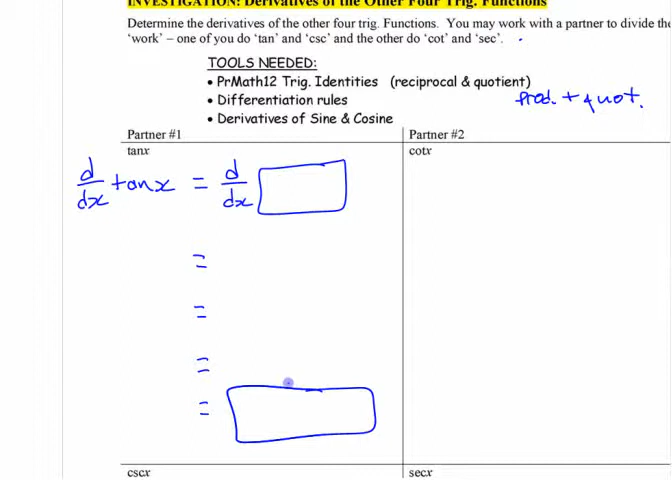 INVESTIGATION: Derivatives of the Other Four Trig. Functions
Determine the derivatives of the other four trig. Functions. You may work with a partner to divide the
'work' – one of you do 'tan' and 'csc' and the other do 'cot' and 'sec'.
TOOLS NEEDED:
• PrMath12 Trig. Identities (reciprocal & quotient)
• Differentiation rules
prod. + quot.
• Derivatives of Sine & Cosine
Partner #1
Partner #2
tanx
cotx
d/dx tanx = d/dx
=
=
=
=
cscx
secx